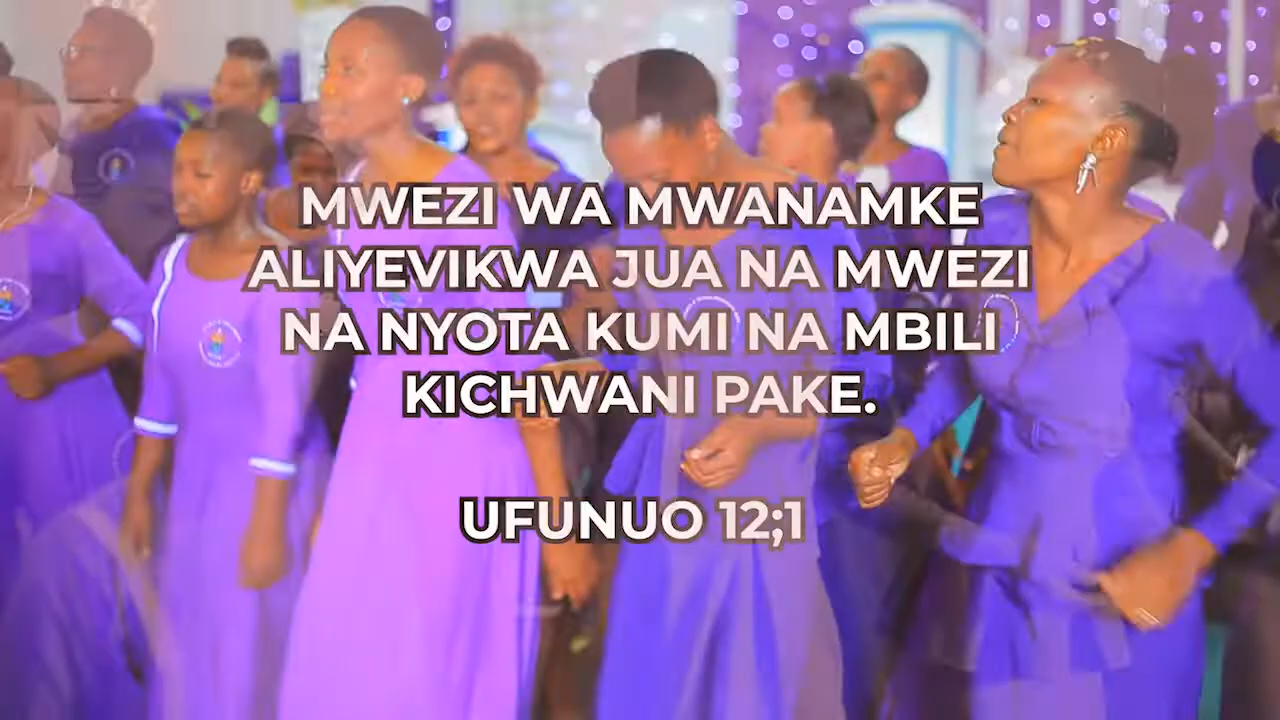 MWEZI WA MWANAMKE
ALIYEVIKWA JUA NA MWEZI
NA NYOTA KUMI NA MBILI
KICHWANI PAKE.
UFUNUO 12;1